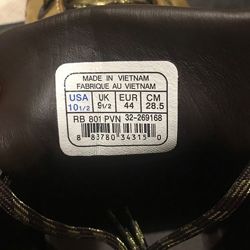 MADE IN VIETNAM
FABRIQUE AU VIETNAM
USA UK EUR CM
10 1/2 9 1/2 44 28.5
RB 801 PVN 32-269168
8 83780 34315 0